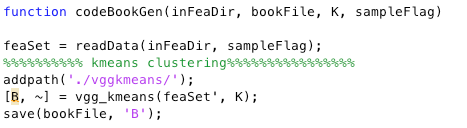 function codeBookGen(inFeaDir, bookFile, K, sampleFlag)
feaSet = readData(inFeaDir, sampleFlag);
%%%%%%%%%% kmeans clustering%%%%%%%%%%%%%%%%
addpath('./vggkmeans/');
[B, ~] = vgg_kmeans(feaSet', K);
save(bookFile, 'B');